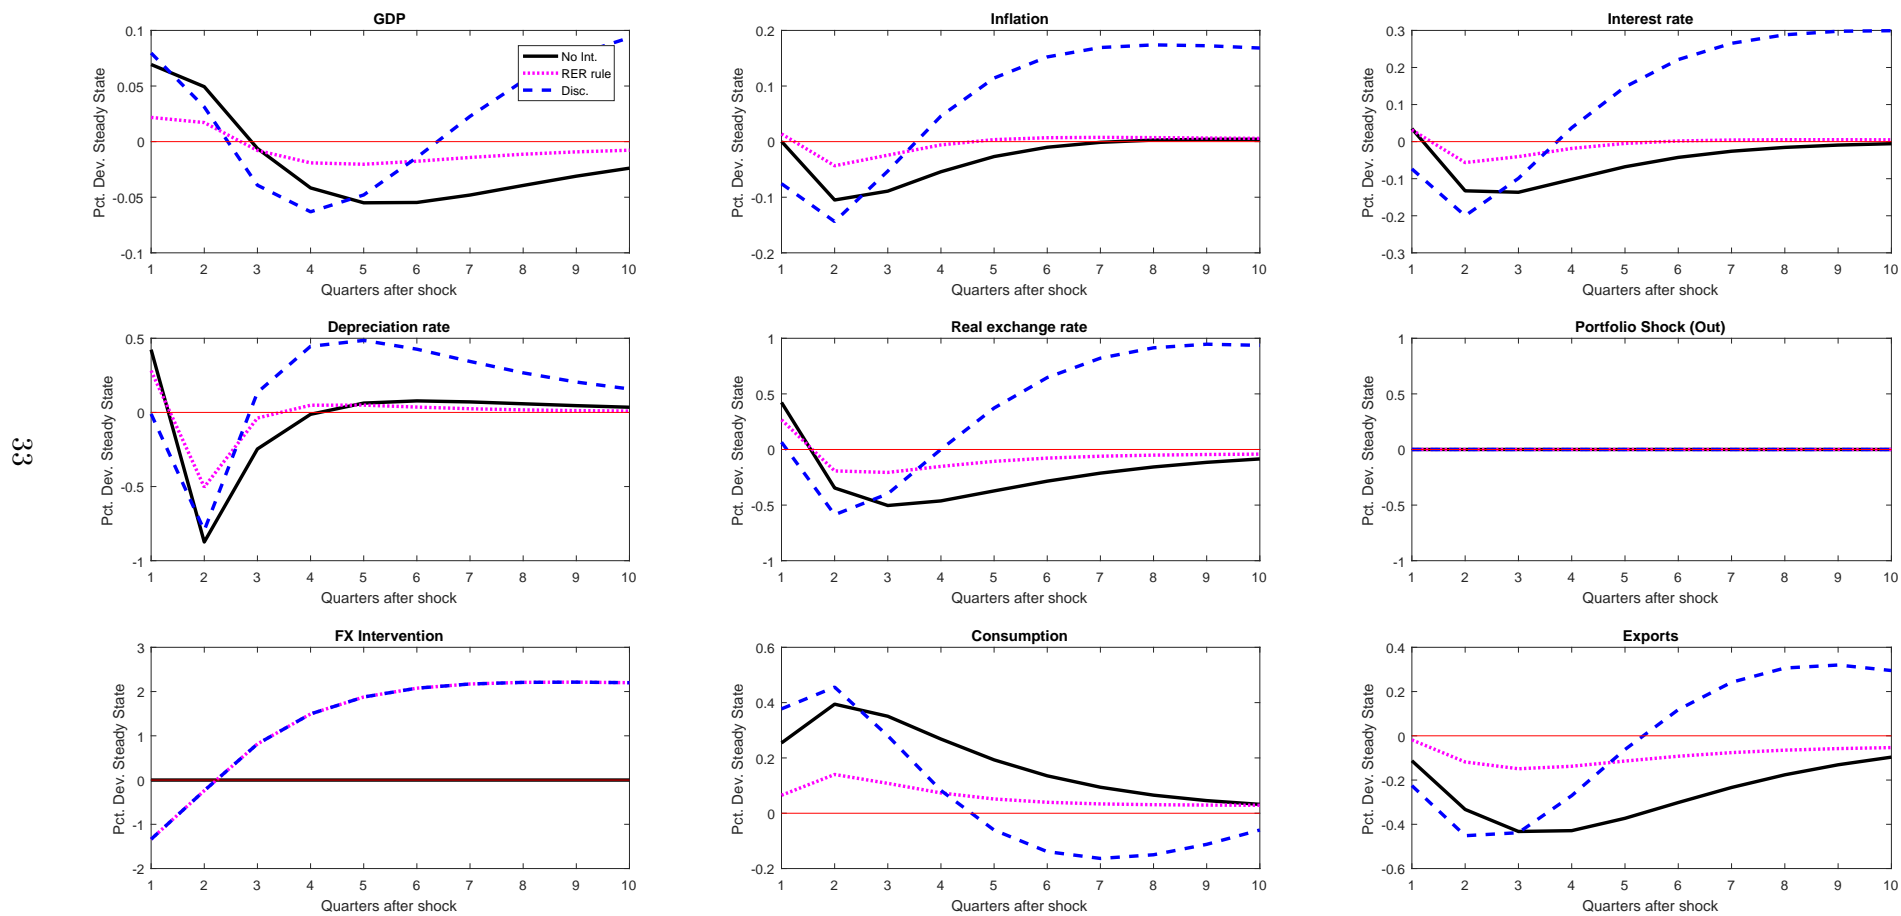 GDP
Pct. Dev. Steady State
0.1
0.05
0
-0.05
-0.1
1 2 3 4 5 6 7 8 9 10
Quarters after shock
No Int.
RER rule
Disc.
Inflation
Pct. Dev. Steady State
0.2
0.1
0
-0.1
-0.2
1 2 3 4 5 6 7 8 9 10
Quarters after shock
Interest rate
Pct. Dev. Steady State
0.3
0.2
0.1
0
-0.1
-0.2
-0.3
1 2 3 4 5 6 7 8 9 10
Quarters after shock
Depreciation rate
Pct. Dev. Steady State
0.5
0
-0.5
-1
1 2 3 4 5 6 7 8 9 10
Quarters after shock
Real exchange rate
Pct. Dev. Steady State
1
0.5
0
-0.5
-1
1 2 3 4 5 6 7 8 9 10
Quarters after shock
Portfolio Shock (Out)
Pct. Dev. Steady State
1
0.5
0
-0.5
-1
1 2 3 4 5 6 7 8 9 10
Quarters after shock
FX Intervention
Pct. Dev. Steady State
3
2
1
0
-1
-2
1 2 3 4 5 6 7 8 9 10
Quarters after shock
Consumption
Pct. Dev. Steady State
0.6
0.4
0.2
0
-0.2
1 2 3 4 5 6 7 8 9 10
Quarters after shock
Exports
Pct. Dev. Steady State
0.4
0.2
0
-0.2
-0.4
-0.6
1 2 3 4 5 6 7 8 9 10
Quarters after shock
33